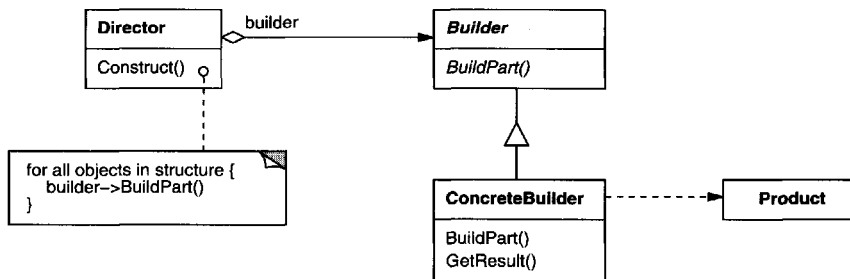 Director
builder
Builder
Construct()
BuildPart()
for all objects in structure {
builder->BuildPart()
}
ConcreteBuilder
Product
BuildPart()
GetResult()